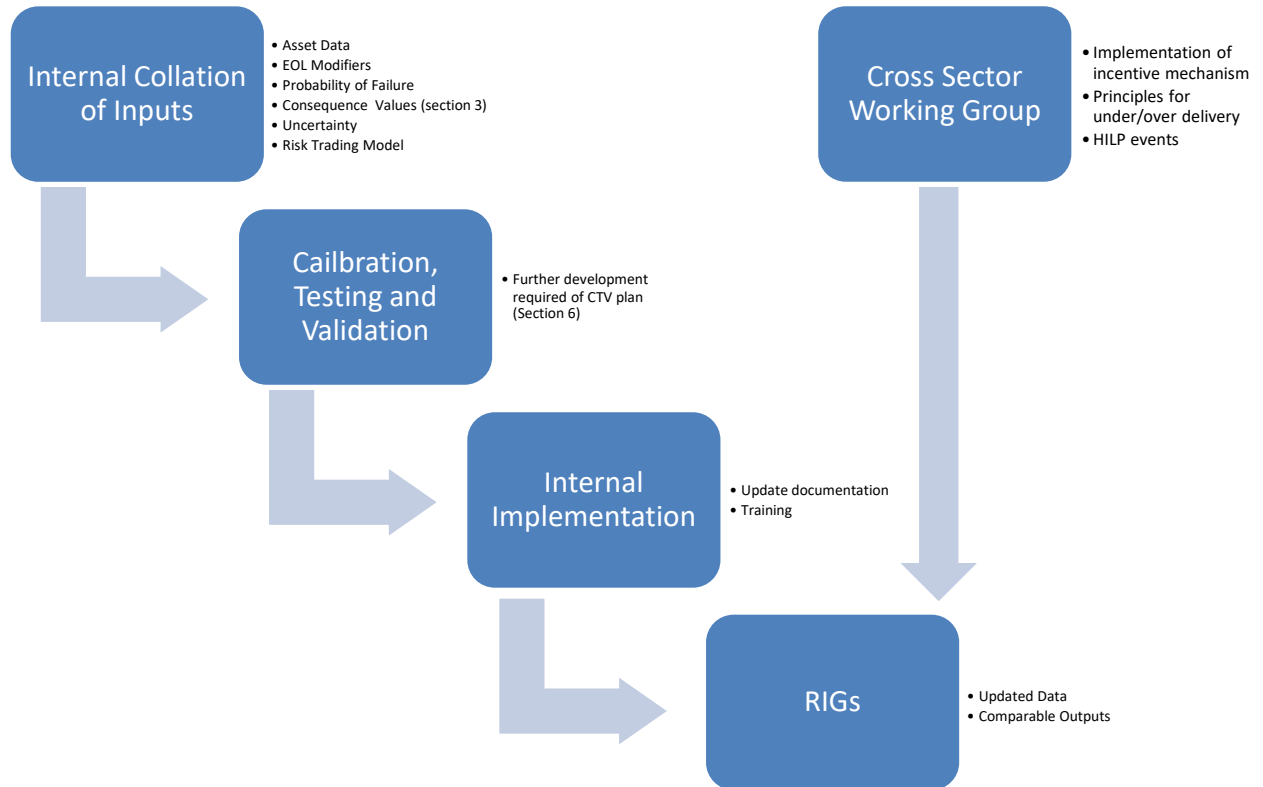 Internal Collation
of Inputs
• Asset Data
• EOL Modifiers
• Probability of Failure
• Consequence Values (section 3)
• Uncertainty
• Risk Trading Model
Cross Sector
Working Group
• Implementation of
incentive mechanism
• Principles for
under/over delivery
• HILP events
Cailbration,
Testing and
Validation
• Further development
required of CTV plan
(Section 6)
Internal
Implementation
• Update documentation
• Training
RIGs
• Updated Data
• Comparable Outputs